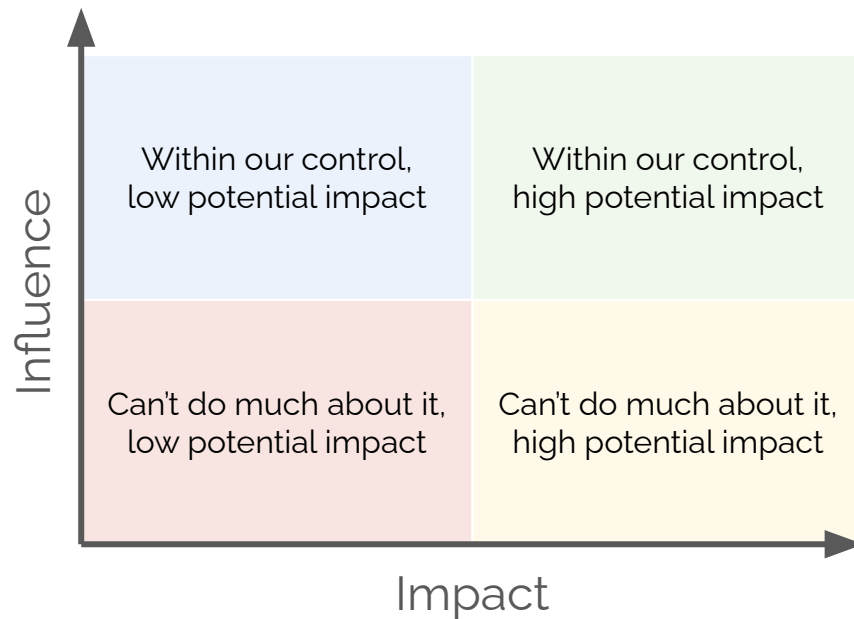 Influence
Within our control,
low potential impact
Within our control,
high potential impact
Can't do much about it,
low potential impact
Can't do much about it,
high potential impact
Impact